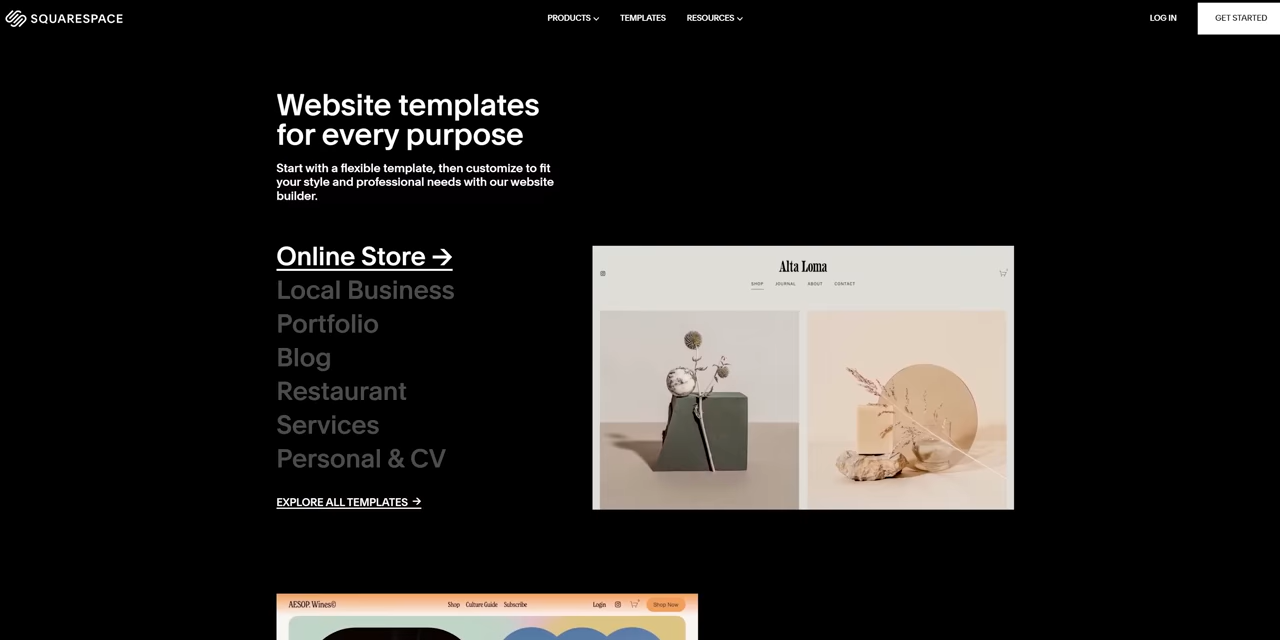 SQUARESPACE
PRODUCTS
TEMPLATES
RESOURCES
LOG IN
GET STARTED
Website templates
for every purpose
Start with a flexible template, then customize to fit
your style and professional needs with our website
builder.
Online Store →
Local Business
Portfolio
Blog
Restaurant
Services
Personal & CV
EXPLORE ALL TEMPLATES →
Alta Loma
SHOP JOURNAL ABOUT CONTACT
AESOP. Wines©
Shop Culture Guide Subscribe
Login
Shop Now